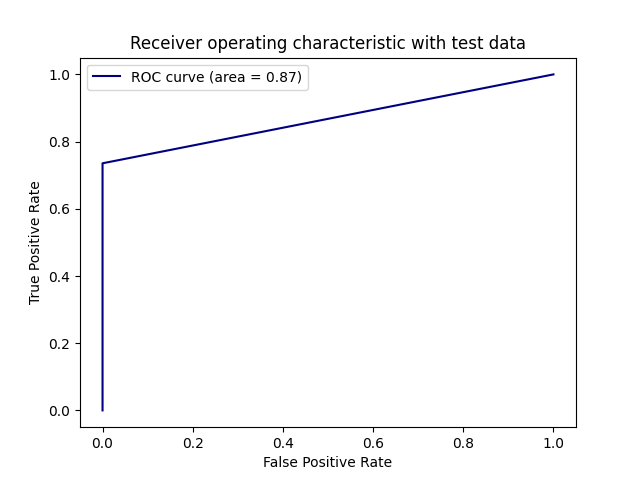 Receiver operating characteristic with test data
ROC curve (area = 0.87)
True Positive Rate
1.0
0.8
0.6
0.4
0.2
0.0
0.0 0.2 0.4 0.6 0.8 1.0
False Positive Rate